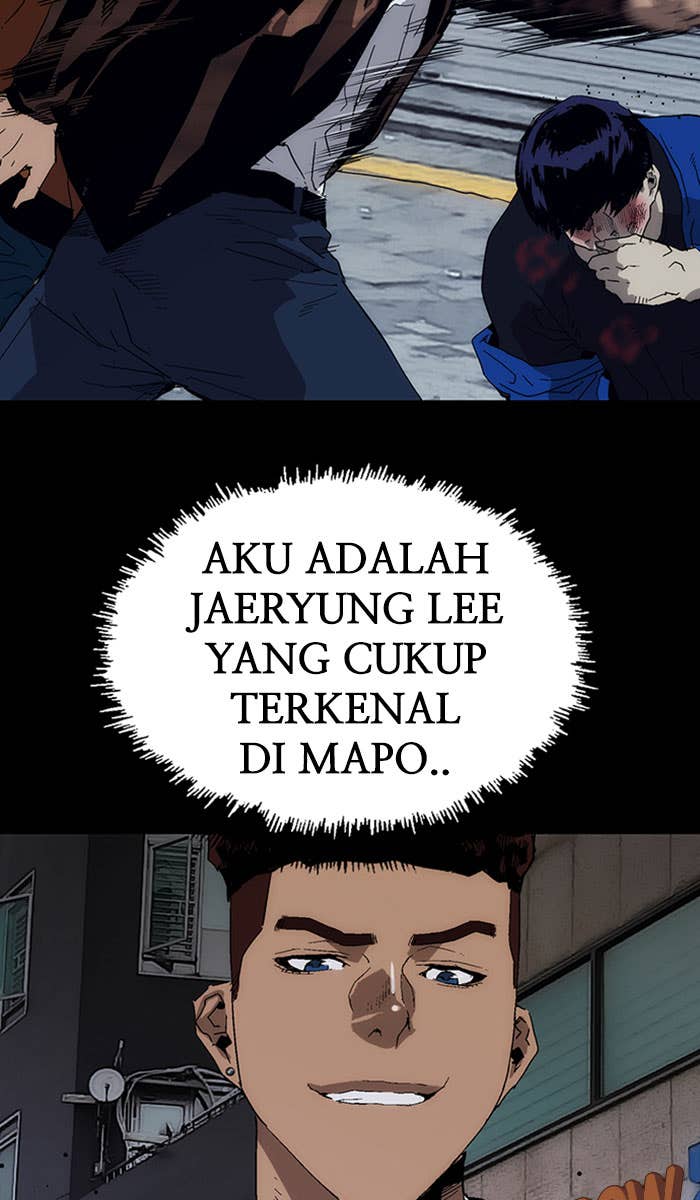 AKU ADALAH
JAERYUNG LEE
YANG CUKUP
TERKENAL
DI MAPO..